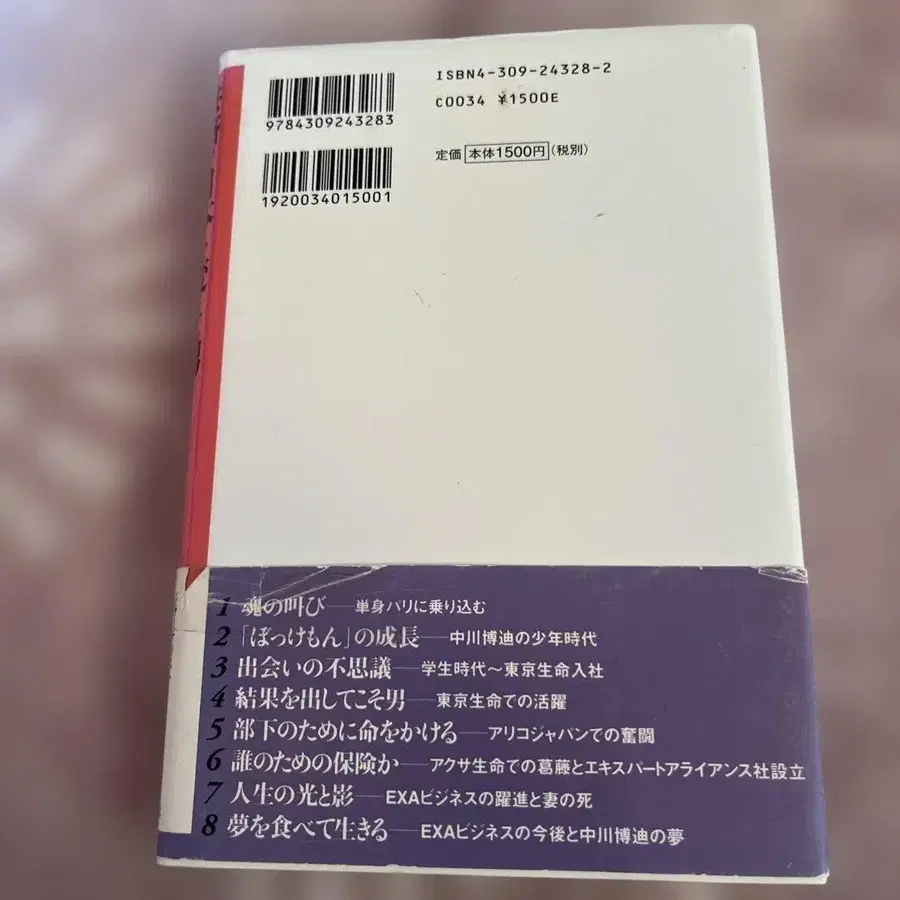 ISBN4-309-24328-2
C0034 ¥1500E
9784309243283
定価 本体1500円 (税別)
1920034015001
1 魂の叫び──単身パリに乗り込む
2 「ぼっけもん」の成長──中川博迪の少年時代
3 出会いの不思議──学生時代〜東京生命入社
4 結果を出してこそ男──東京生命での活躍
5 部下のために命をかける──アリコジャパンでの奮闘
6 誰のための保険か──アクサ生命での葛藤とエキスパートアライアンス社設立
7 人生の光と影──EXAビジネスの躍進と妻の死
8 夢を食べて生きる──EXAビジネスの今後と中川博迪の夢